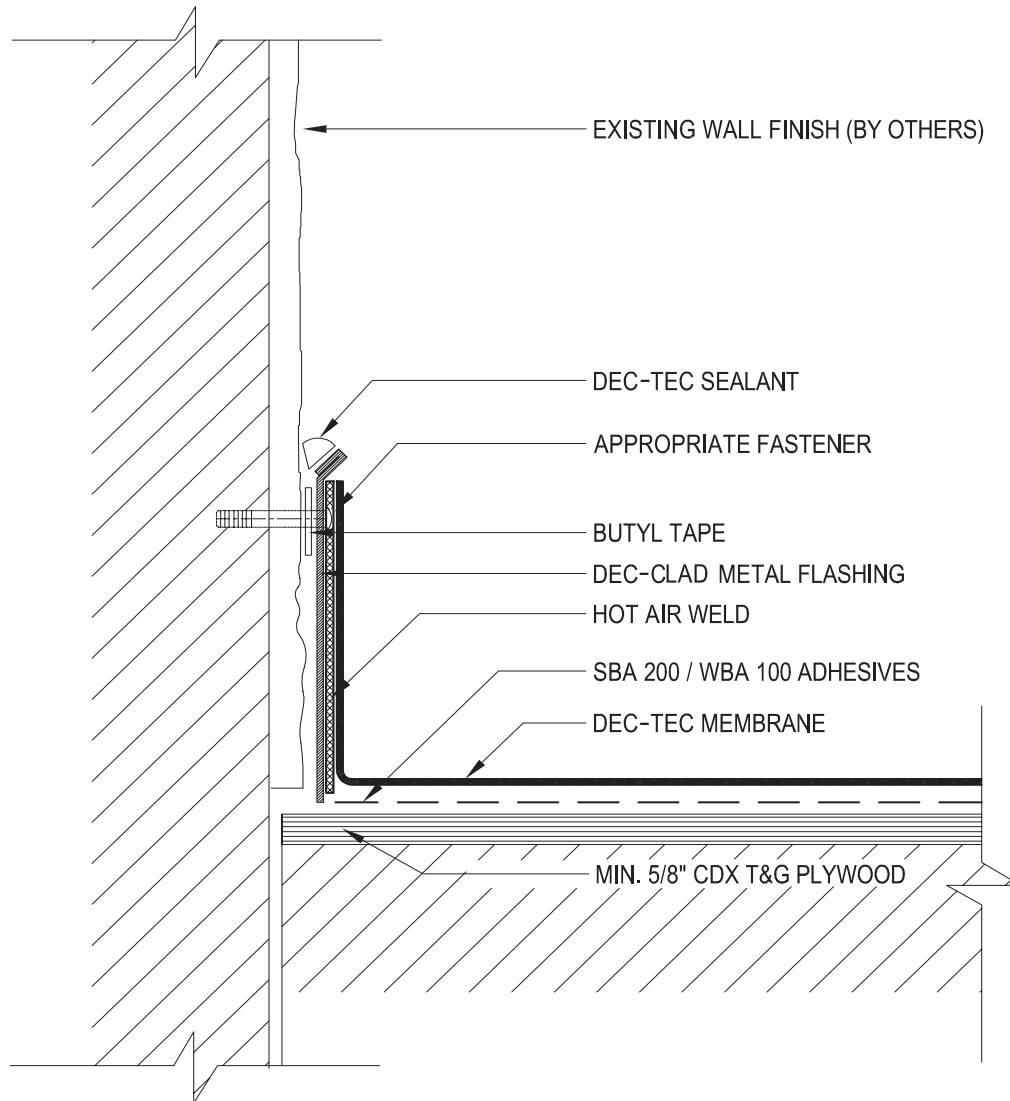 EXISTING WALL FINISH (BY OTHERS)
DEC-TEC SEALANT
APPROPRIATE FASTENER
BUTYL TAPE
DEC-CLAD METAL FLASHING
HOT AIR WELD
SBA 200 / WBA 100 ADHESIVES
DEC-TEC MEMBRANE
MIN. 5/8" CDX T&G PLYWOOD